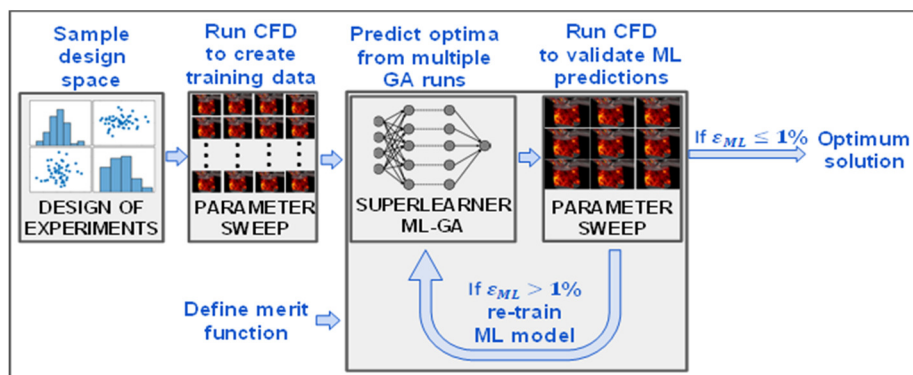 Sample
design
space
DESIGN OF
EXPERIMENTS
Run CFD
to create
training data
PARAMETER
SWEEP
Predict optima
from multiple
GA runs
SUPERLEARNER
ML-GA
Run CFD
to validate ML
predictions
PARAMETER
SWEEP
If εML ≤ 1%
Optimum
solution
Define merit
function
If εML > 1%
re-train
ML model